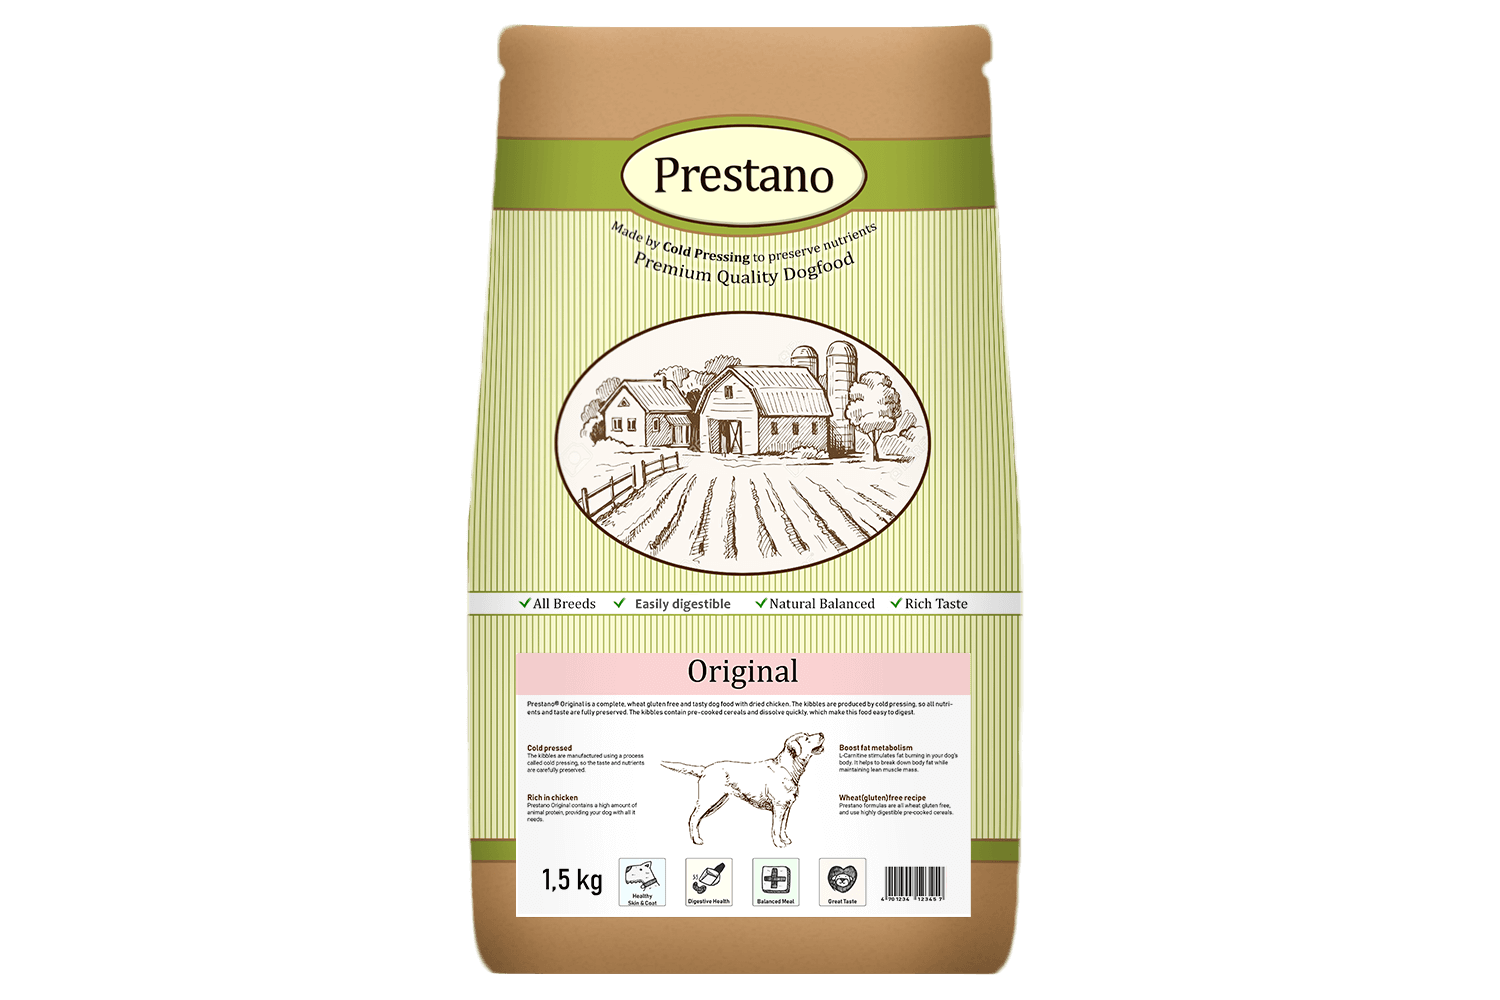 Prestano
Made by Cold Pressing to preserve nutrients
Premium Quality Dogfood
All Breeds Easily digestible Natural Balanced Rich Taste
Original
Prestano® Original is a complete, wheat gluten free and tasty dog food with dried chicken. The kibbles are produced by cold pressing, so all nutri-
ents and taste are fully preserved. The kibbles contain pre-cooked cereals and dissolve quickly, which make this food easy to digest.
Cold pressed
The kibbles are manufactured using a process
called cold pressing, so the taste and nutrients
are carefully preserved.
Rich in chicken
Prestano Original contains a high amount of
animal protein, providing your dog with all it
needs.
Boost fat metabolism
L-Carnitine stimulates fat burning in your dog's
body. It helps to break down body fat while
maintaining lean muscle mass.
Wheat(gluten)free recipe
Prestano formulas are all wheat gluten free,
and use highly digestible pre-cooked cereals.
1,5 kg
Healthy
Skin & Coat
Digestive Health
Balanced Meal
Great Taste
4 701234 12345 7